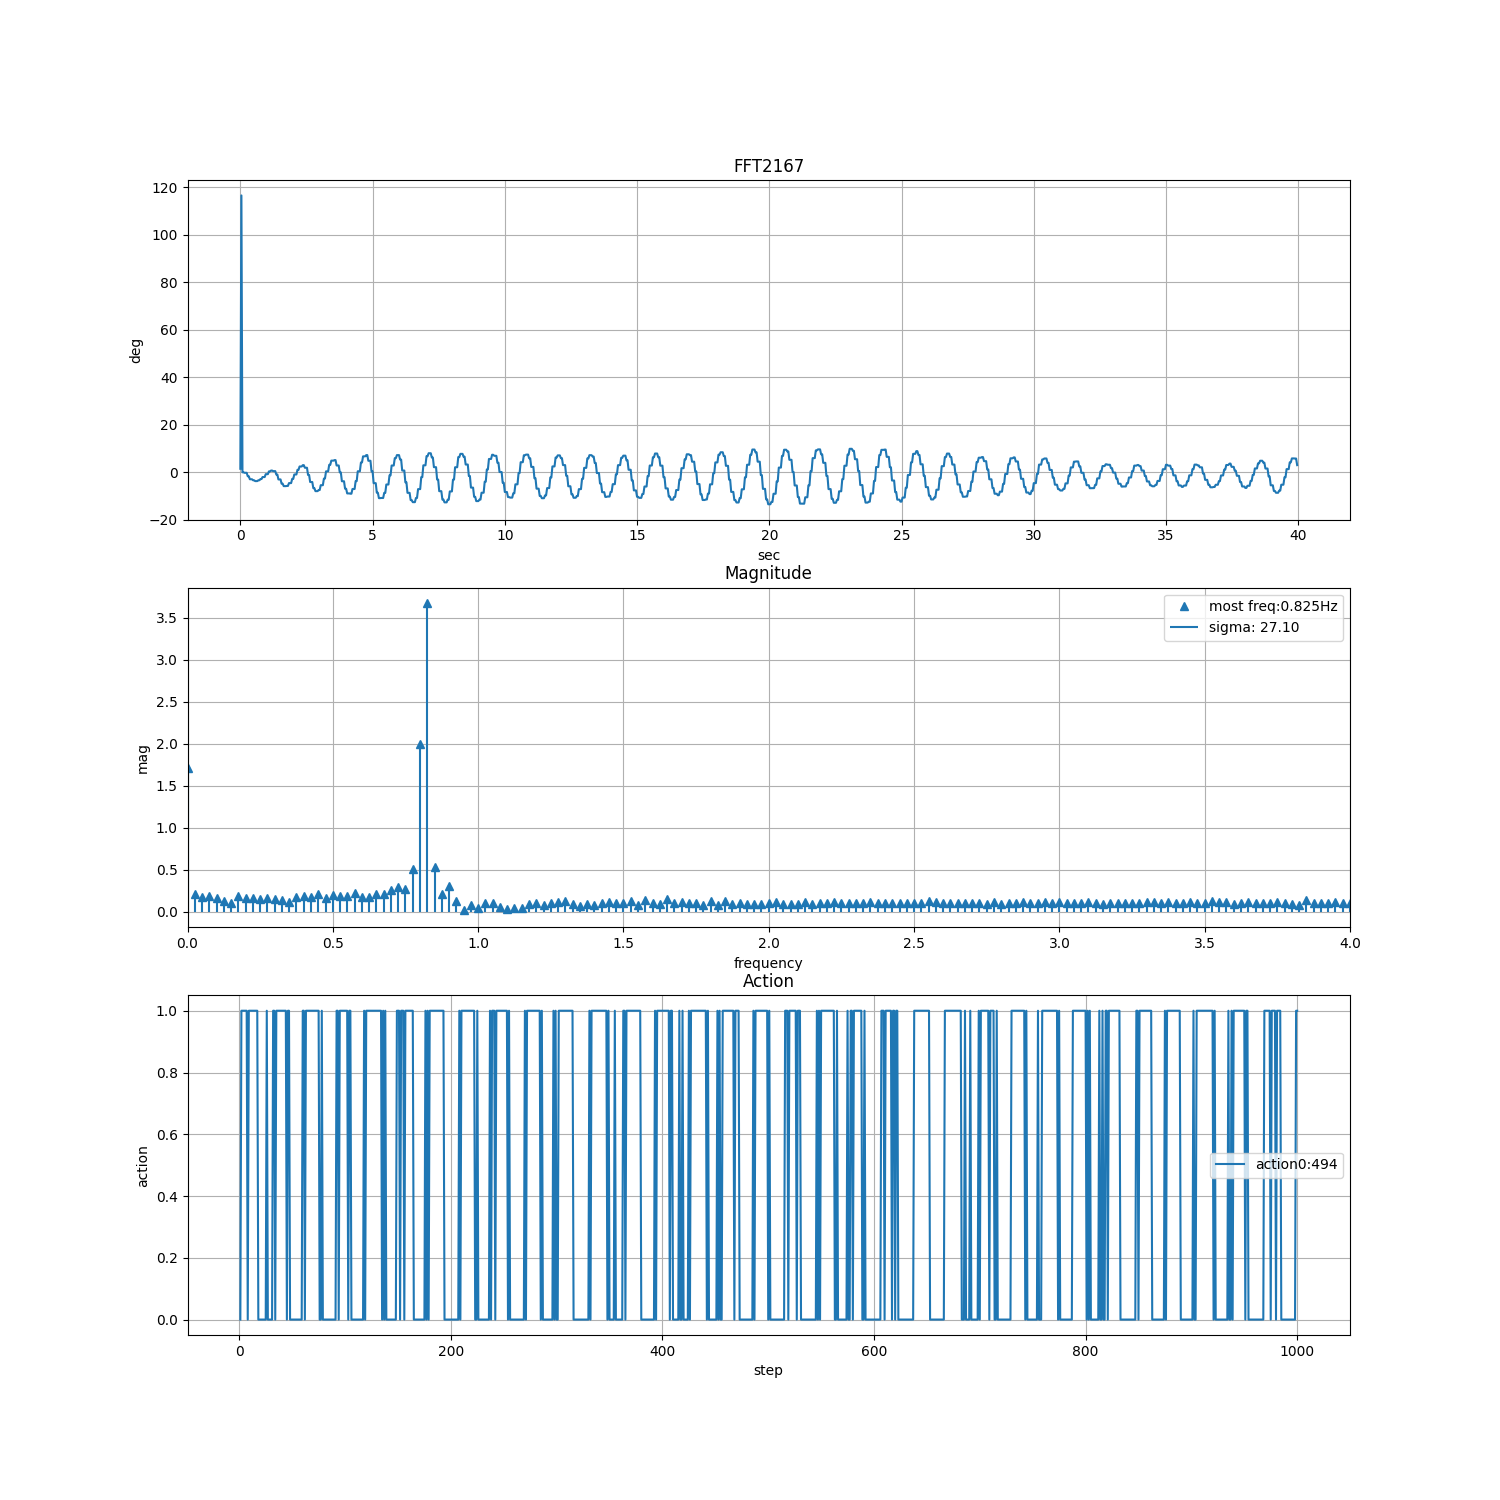 FFT2167
120
100
80
60
40
20
0
−20
deg
0 5 10 15 20 25 30 35 40
sec
Magnitude
3.5
3.0
2.5
2.0
1.5
1.0
0.5
0.0
mag
most freq:0.825Hz
sigma: 27.10
0.0 0.5 1.0 1.5 2.0 2.5 3.0 3.5 4.0
frequency
Action
1.0
0.8
0.6
0.4
0.2
0.0
action
action0:494
0 200 400 600 800 1000
step